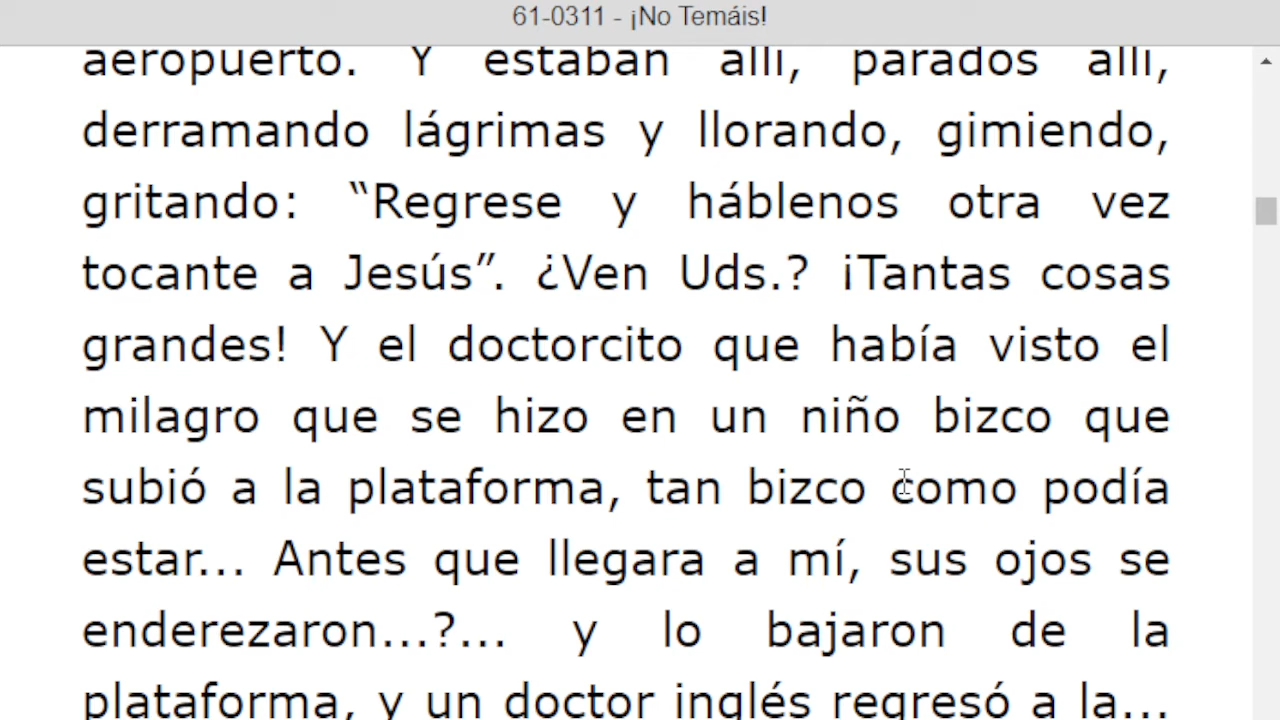 61-0311 - ¡No Temáis!
aeropuerto. Y estaban allí, parados allí,
derramando lágrimas y llorando, gimiendo,
gritando: “Regrese y háblenos otra vez
tocante a Jesús”. ¿Ven Uds.? ¡Tantas cosas
grandes! Y el doctorcito que había visto el
milagro que se hizo en un niño bizco que
subió a la plataforma, tan bizco como podía
estar... Antes que llegara a mí, sus ojos se
enderezaron...?... y lo bajaron de la
plataforma, y un doctor inglés regresó a la...